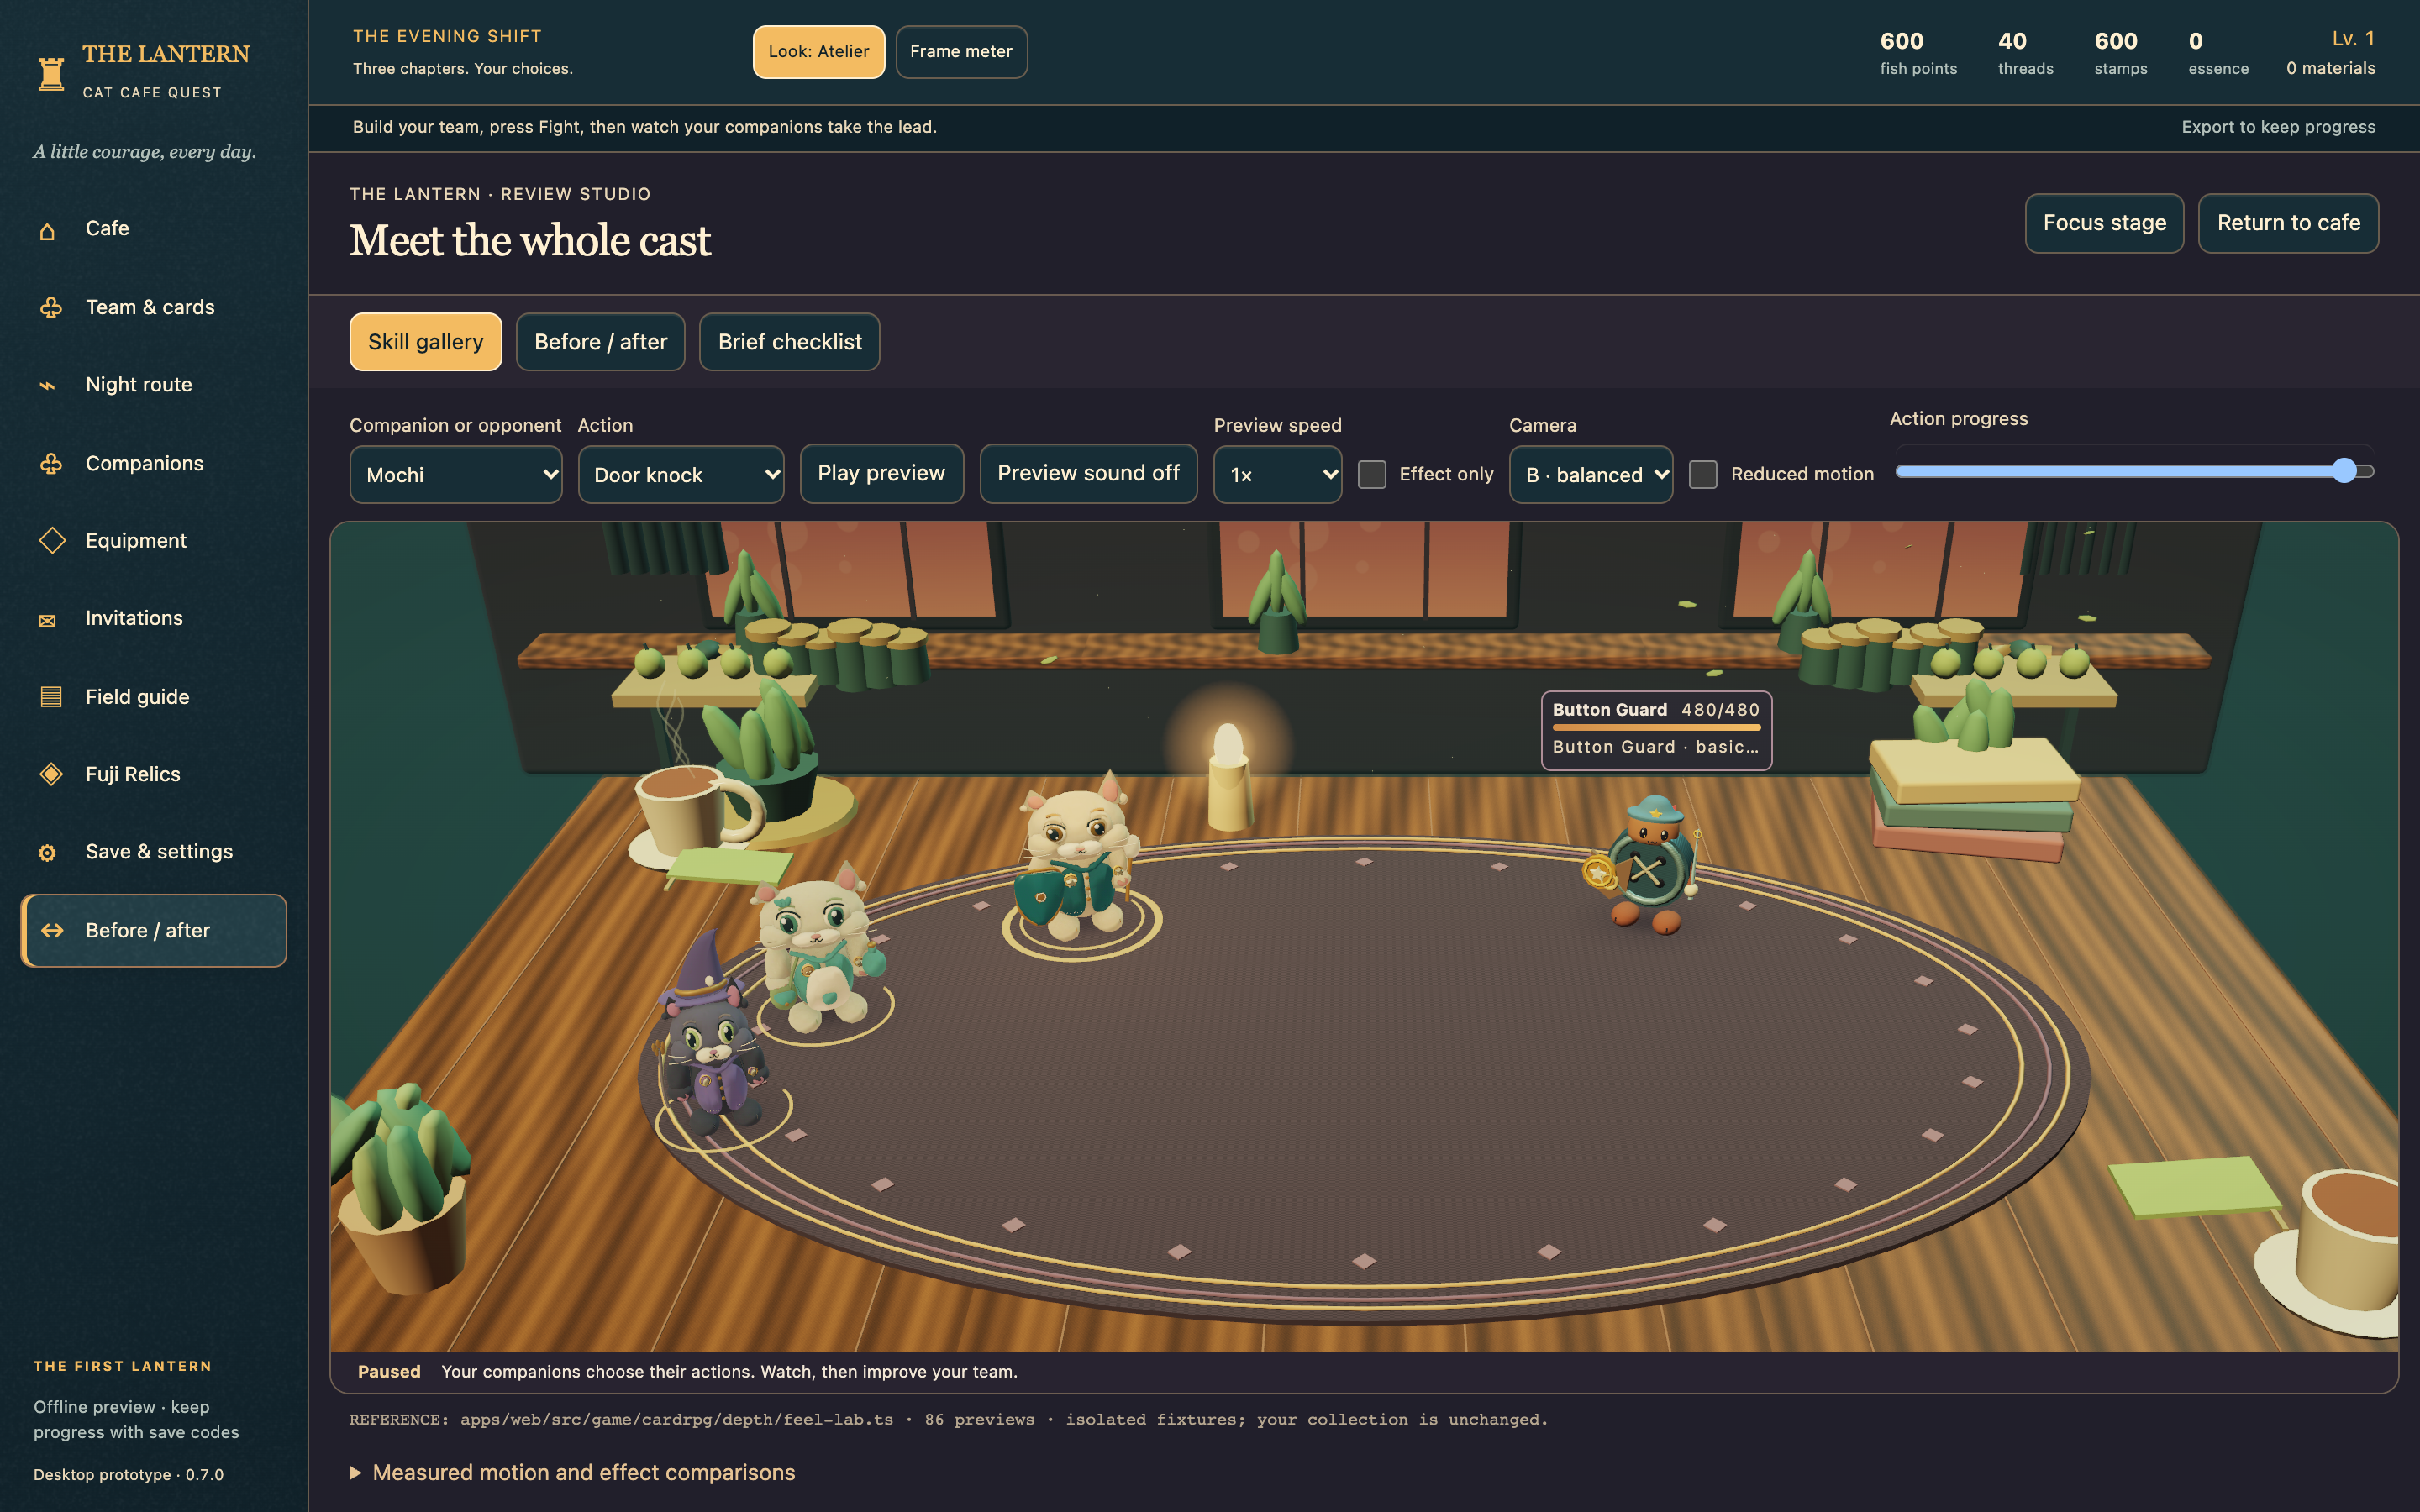 THE LANTERN
CAT CAFE QUEST
A little courage, every day.
Cafe
Team & cards
Night route
Companions
Equipment
Invitations
Field guide
Fuji Relics
Save & settings
Before / after
THE FIRST LANTERN
Offline preview · keep
progress with save codes
Desktop prototype · 0.7.0
THE EVENING SHIFT
Three chapters. Your choices.
Look: Atelier
Frame meter
600 fish points
40 threads
600 stamps
0 essence
Lv. 1
0 materials
Build your team, press Fight, then watch your companions take the lead.
Export to keep progress
THE LANTERN · REVIEW STUDIO
Meet the whole cast
Focus stage
Return to cafe
Skill gallery
Before / after
Brief checklist
Companion or opponent
Mochi
Action
Door knock
Play preview
Preview sound off
Preview speed
1×
Effect only
Camera
B · balanced
Reduced motion
Action progress
Button Guard 480/480
Button Guard · basic…
Paused Your companions choose their actions. Watch, then improve your team.
REFERENCE: apps/web/src/game/cardrpg/depth/feel-lab.ts · 86 previews · isolated fixtures; your collection is unchanged.
Measured motion and effect comparisons